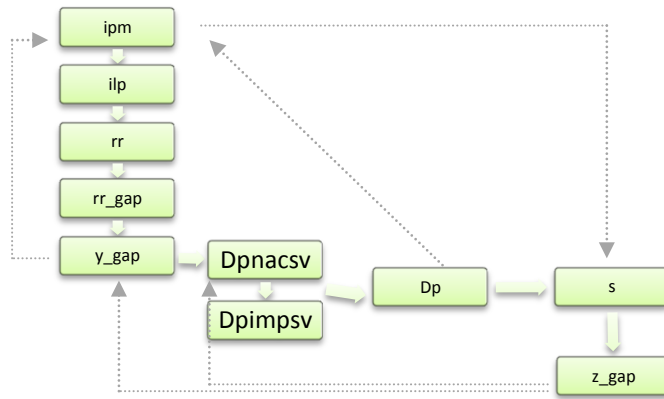 ipm
ilp
rr
rr_gap
y_gap
Dpnacsv
Dpimpsv
Dp
s
z_gap